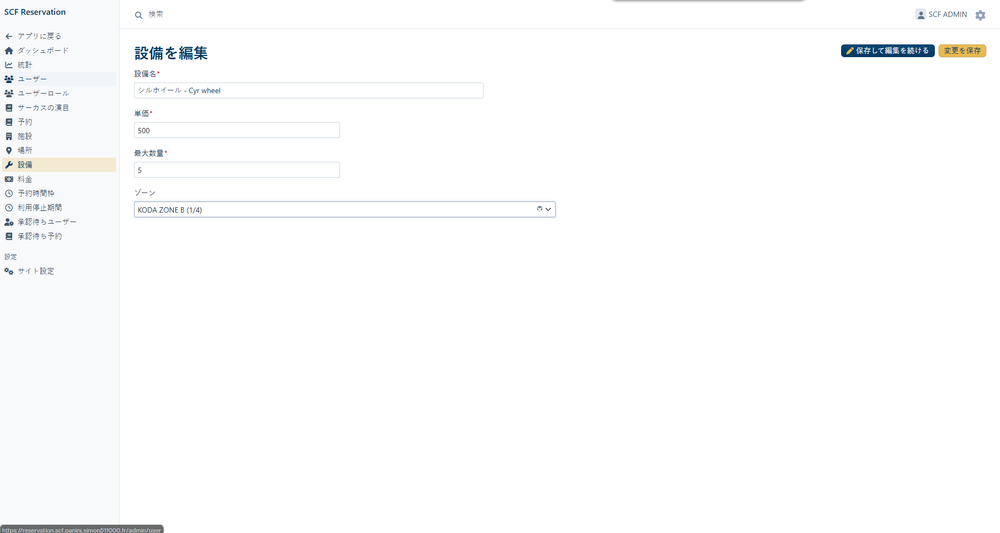 SCF Reservation
アプリに戻る
ダッシュボード
統計
ユーザー
ユーザーロール
サーカスの演目
予約
施設
場所
設備
料金
予約時間枠
利用停止期間
承認待ちユーザー
承認待ち予約
設定
サイト設定
検索
SCF ADMIN
設備を編集
保存して編集を続ける
変更を保存
設備名*
シルホイール - Cyr wheel
単価*
500
最大数量*
5
ゾーン
KODA ZONE B (1/4)
https://reservation.scf.panini.simon511000.fr/admin/user